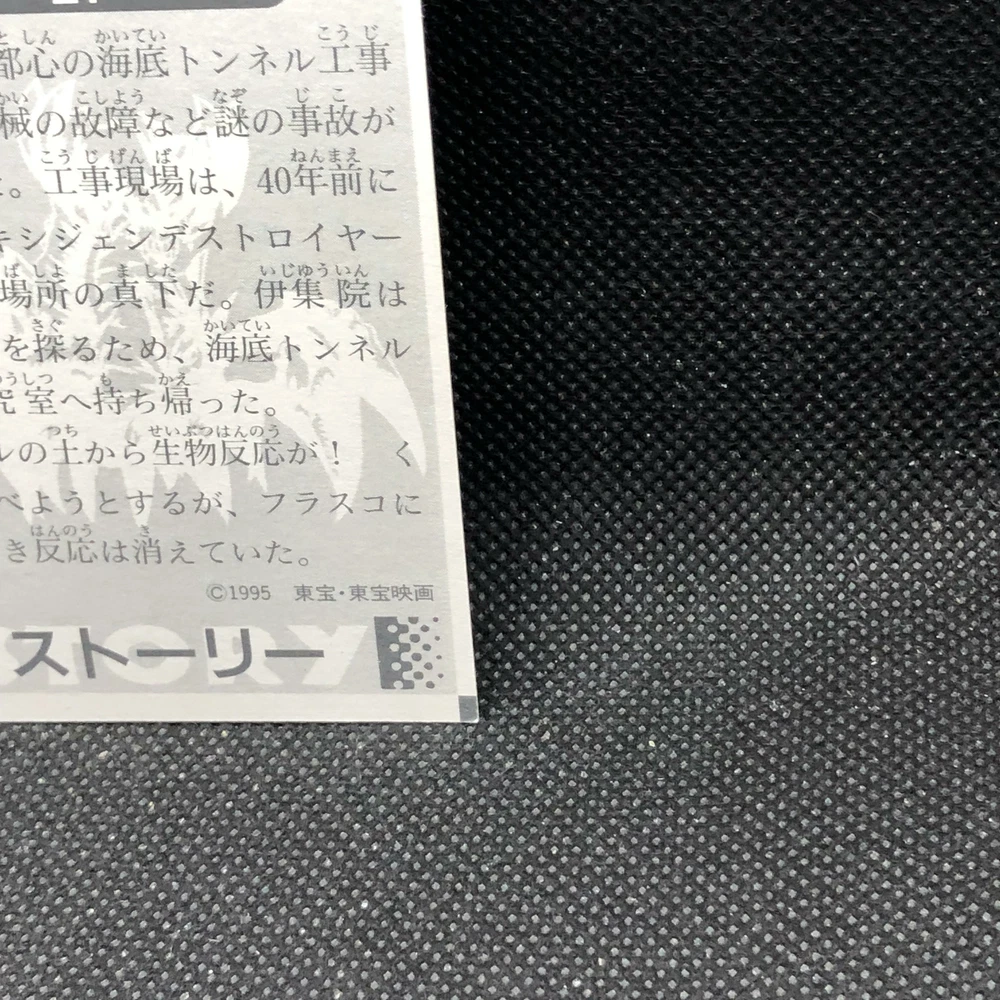 都心の海底トンネル工事
械の故障など謎の事故が
。工事現場は、40年前に
キシジェンデストロイヤー
場所の真下だ。伊集院は
を探るため、海底トンネル
究室へ持ち帰った。
ルの土から生物反応が! く
べようとするが、フラスコに
き反応は消えていた。
©1995 東宝・東宝映画
ストーリー